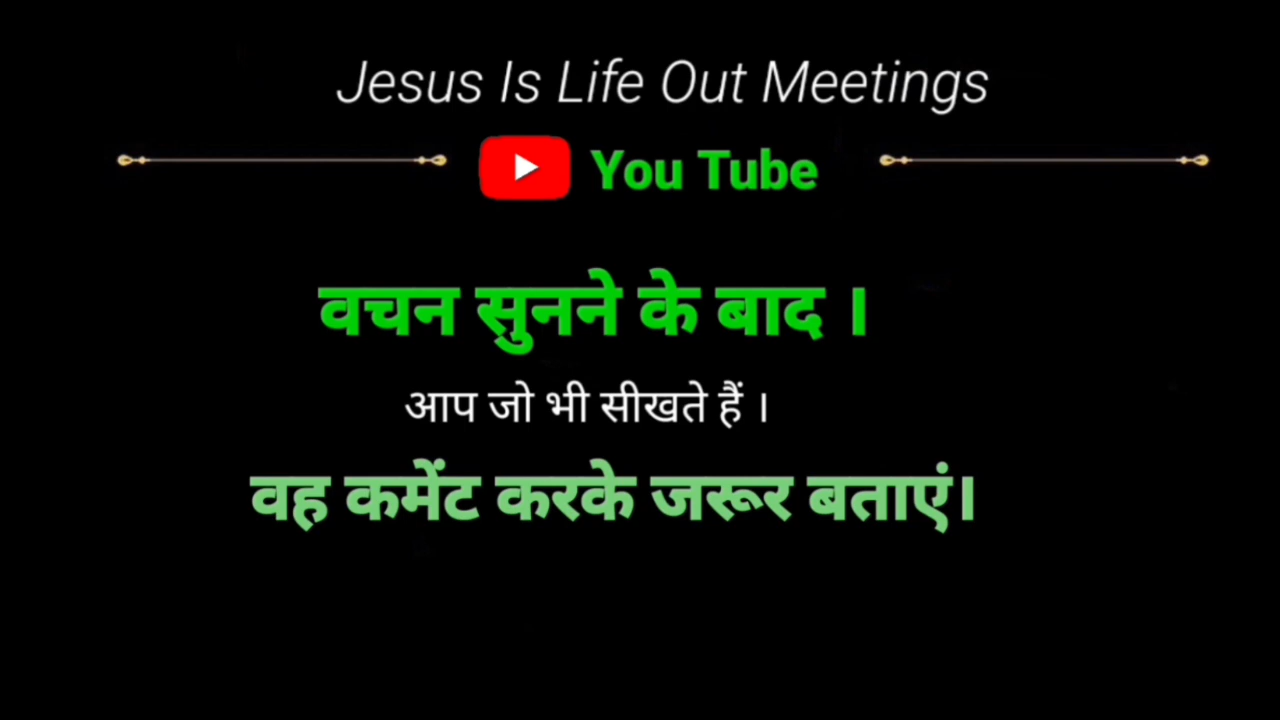 Jesus Is Life Out Meetings
You Tube
वचन सुनने के बाद ।
आप जो भी सीखते हैं ।
वह कमेंट करके जरूर बताएं।